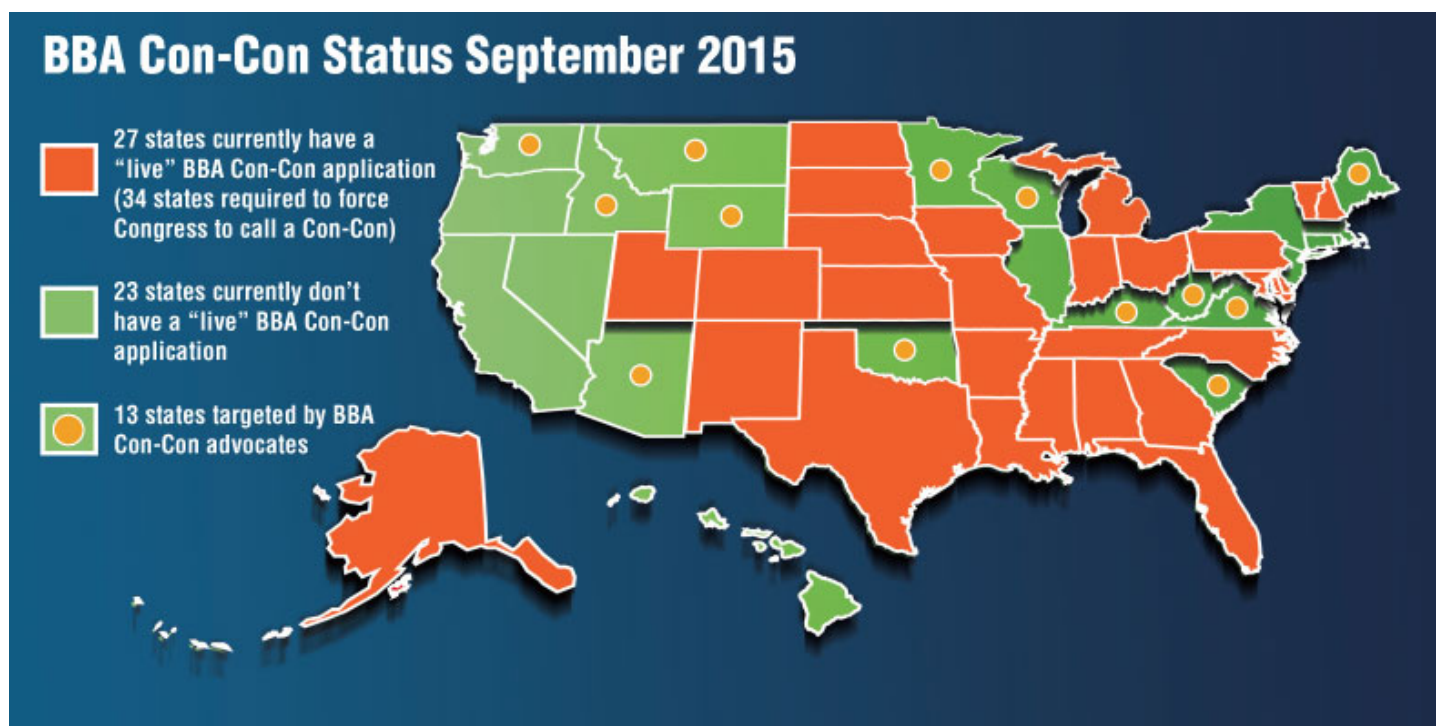 BBA Con-Con Status September 2015
27 states currently have a
“live” BBA Con-Con application
(34 states required to force
Congress to call a Con-Con)
23 states currently don’t
have a “live” BBA Con-Con
application
13 states targeted by BBA
Con-Con advocates